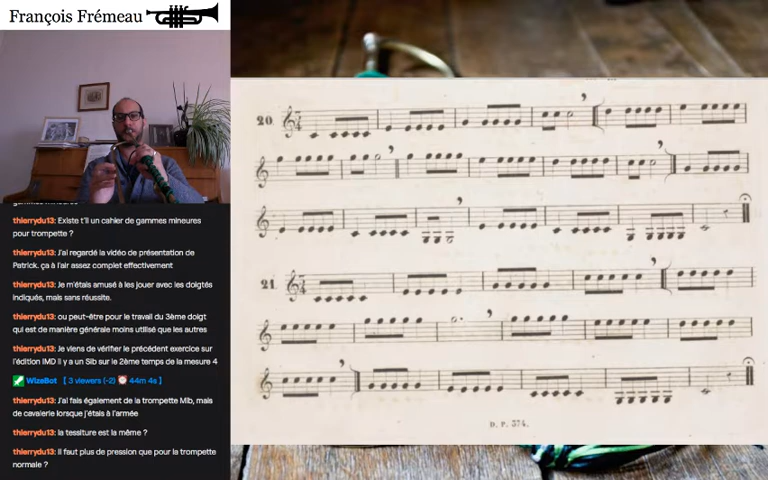 François Frémeau
gammes mineures
thierrydu13: Existe t'il un cahier de gammes mineures
pour trompette ?
thierrydu13: J'ai regardé la vidéo de présentation de
Patrick. ça à l'air assez complet effectivement
thierrydu13: Je m'étais amusé à les jouer avec les doigtés
indiqués, mais sans réussite.
thierrydu13: ou peut-être pour le travail du 3ème doigt
qui est de manière générale moins utilisé que les autres
thierrydu13: Je viens de vérifier le précédent exercice sur
l'édition IMD il y a un Sib sur le 2ème temps de la mesure 4
WizeBot [ 3 viewers (-2) 44m 4s ]
thierrydu13: J'ai fais également de la trompette Mib, mais
de cavalerie lorsque j'étais à l'armée
thierrydu13: la tessiture est la même ?
thierrydu13: Il faut plus de pression que pour la trompette
normale ?
20.
21.
D. P. 374.